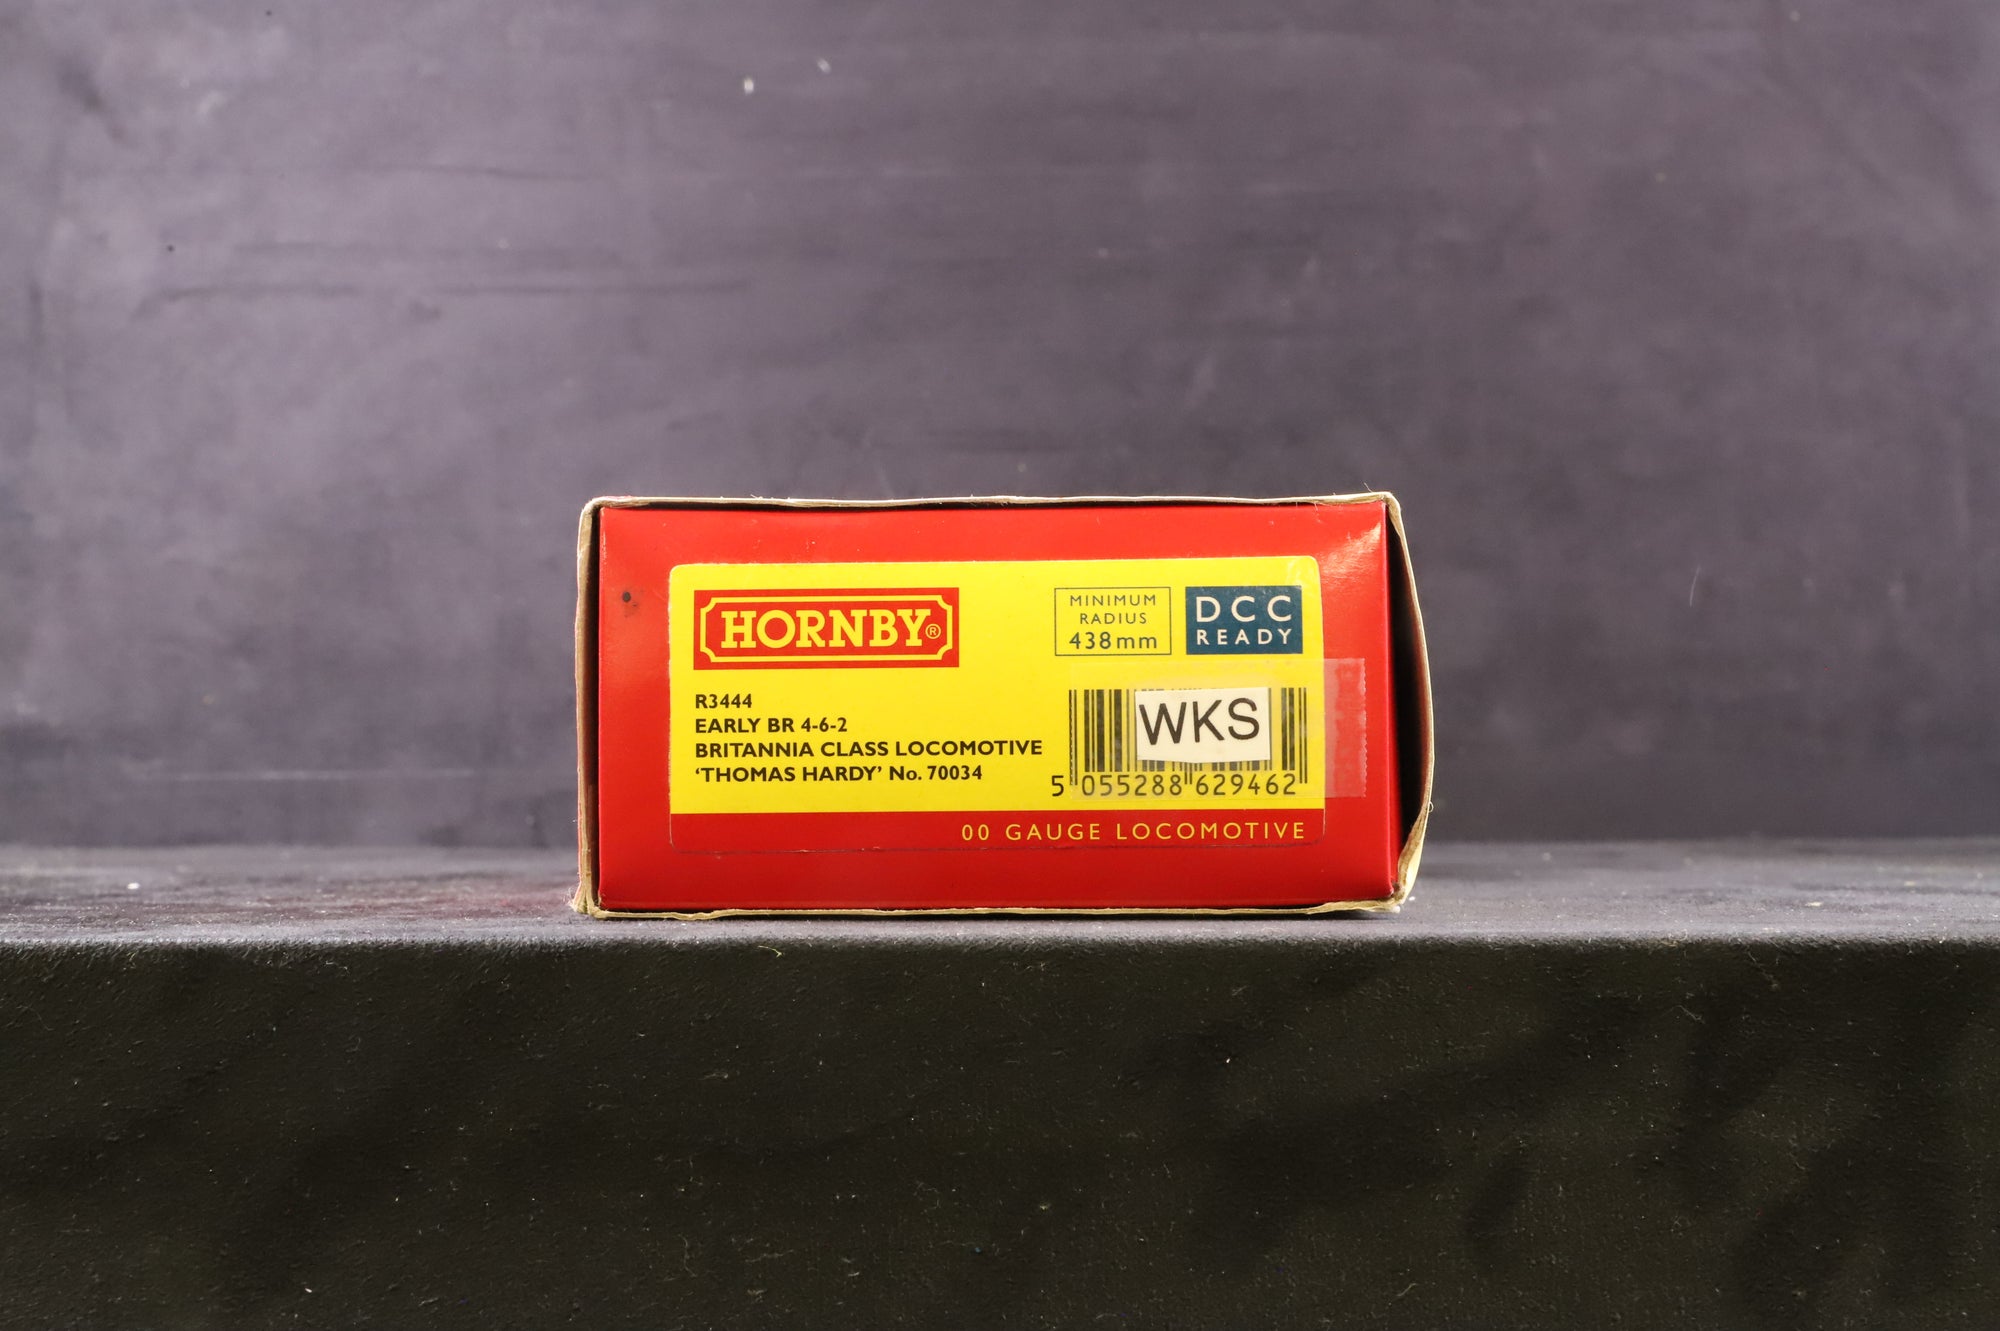 HORNBY®
MINIMUM
RADIUS
438mm
DCC
READY
R3444
EARLY BR 4-6-2
BRITANNIA CLASS LOCOMOTIVE
‘THOMAS HARDY’ No. 70034
WKS
5 055288 629462
00 GAUGE LOCOMOTIVE